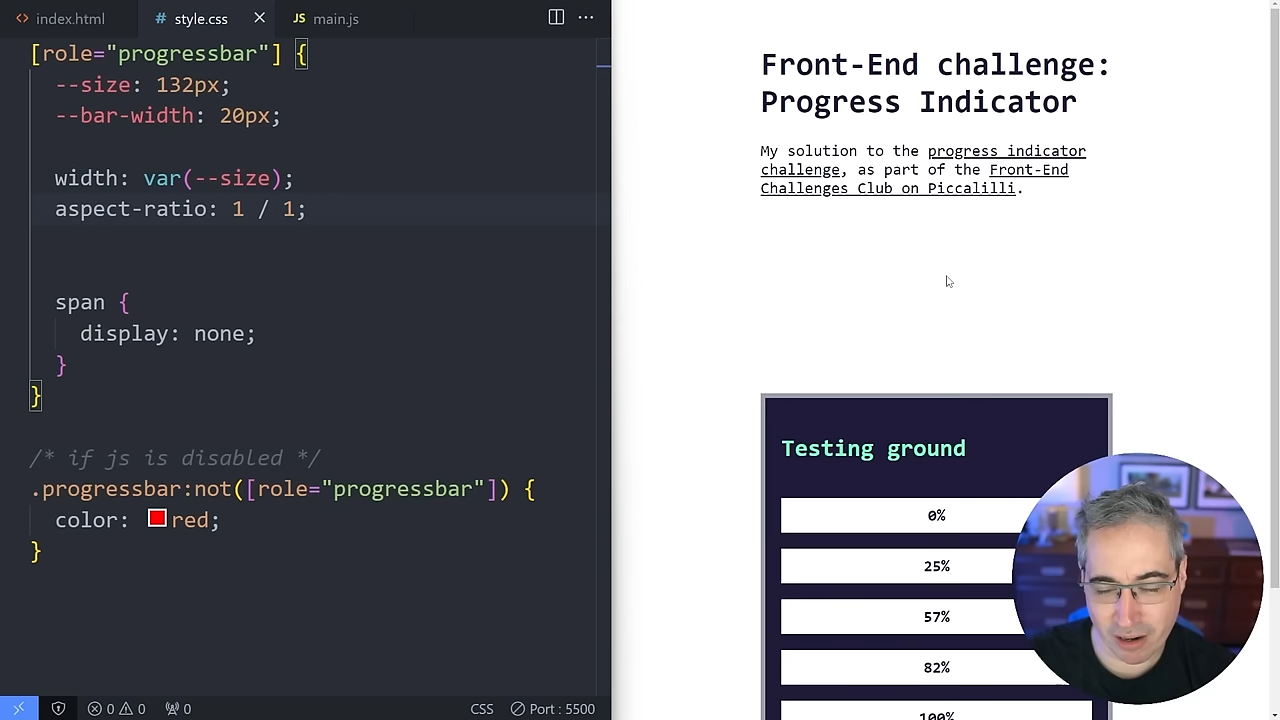 index.html
# style.css
JS main.js
[role="progressbar"] {
--size: 132px;
--bar-width: 20px;
width: var(--size);
aspect-ratio: 1 / 1;
span {
display: none;
}
}
/* if js is disabled */
.progressbar:not([role="progressbar"]) {
color: red;
}
0 0 0
CSS
Port : 5500
Front-End challenge:
Progress Indicator
My solution to the progress indicator
challenge, as part of the Front-End
Challenges Club on Piccalilli.
Testing ground
0%
25%
57%
82%
100%